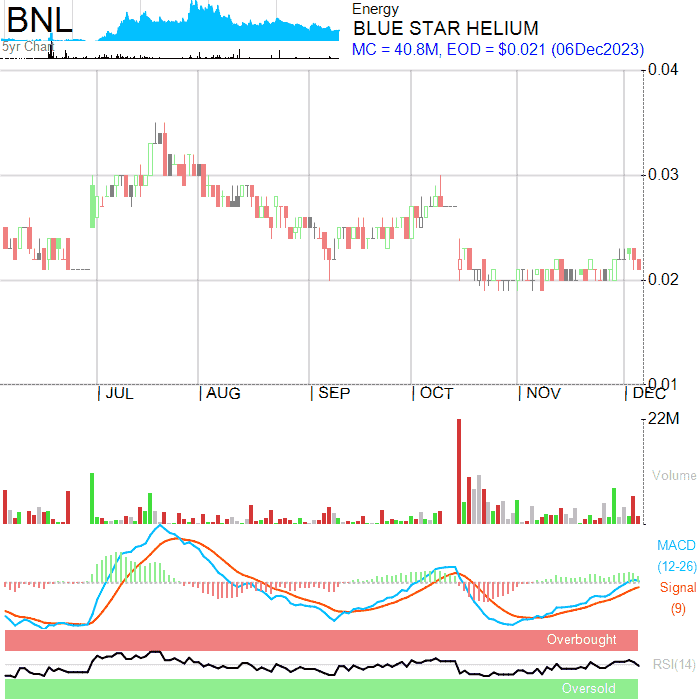 BNL
5yr Chart
Energy
BLUE STAR HELIUM
MC = 40.8M, EOD = $0.021 (06Dec2023)
0.04
0.03
0.02
0.01
JUL AUG SEP OCT NOV DEC
22M
Volume
MACD
(12-26)
Signal
(9)
Overbought
RSI(14)
Oversold